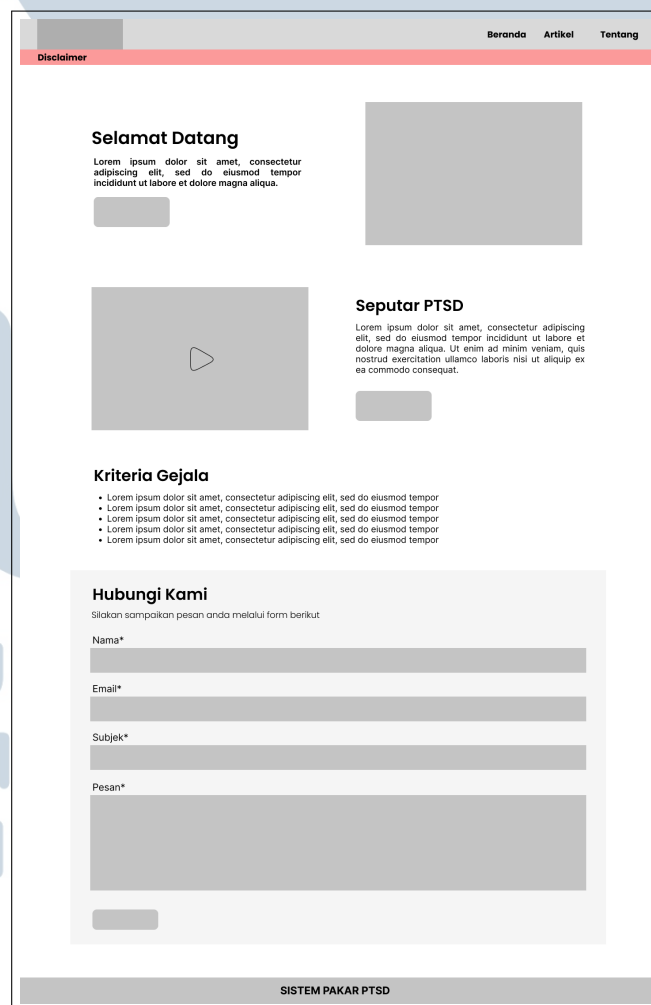 Beranda Artikel Tentang
Disclaimer
Selamat Datang
Lorem ipsum dolor sit amet, consectetur
adipiscing elit, sed do eiusmod tempor
incididunt ut labore et dolore magna aliqua.
Seputar PTSD
Lorem ipsum dolor sit amet, consectetur adipiscing
elit, sed do eiusmod tempor incididunt ut labore et
dolore magna aliqua. Ut enim ad minim veniam, quis
nostrud exercitation ullamco laboris nisi ut aliquip ex
ea commodo consequat.
Kriteria Gejala
• Lorem ipsum dolor sit amet, consectetur adipiscing elit, sed do eiusmod tempor
• Lorem ipsum dolor sit amet, consectetur adipiscing elit, sed do eiusmod tempor
• Lorem ipsum dolor sit amet, consectetur adipiscing elit, sed do eiusmod tempor
• Lorem ipsum dolor sit amet, consectetur adipiscing elit, sed do eiusmod tempor
• Lorem ipsum dolor sit amet, consectetur adipiscing elit, sed do eiusmod tempor
Hubungi Kami
Silakan sampaikan pesan anda melalui form berikut
Nama*
Email*
Subjek*
Pesan*
SISTEM PAKAR PTSD